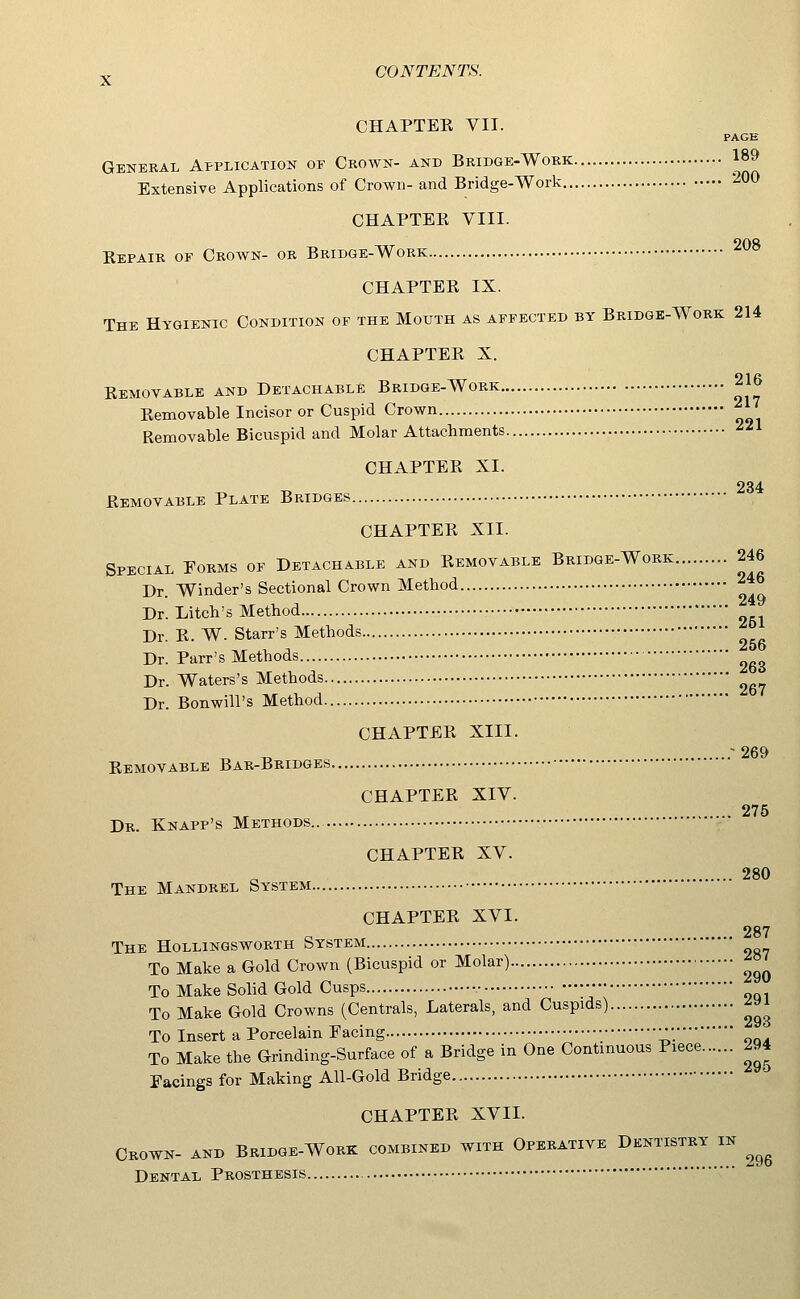 X
CONTENTS.
CHAPTER VII.
PAGE
General Application of Crown- and Bridge-Work 189
Extensive Applications of Crown- and Bridge-Work 200
CHAPTER VIII.
Repair of Crown- or Bridge-Work 208
CHAPTER IX.
The Hygienic Condition of the Mouth as affected by Bridge-Work 214
CHAPTER X.
Removable and Detachable Bridge-Work 216
Removable Incisor or Cuspid Crown 217
Removable Bicuspid and Molar Attachments 221
CHAPTER XI.
Removable Plate Bridges 234
CHAPTER XII.
Special Forms of Detachable and Removable Bridge-Work 246
Dr. Winder's Sectional Crown Method 246
Dr. Litch's Method 249
Dr. R. W. Starr's Methods 251
Dr. Parr's Methods 256
Dr. Waters's Methods 263
Dr. Bonwill's Method 267
CHAPTER XIII.
Removable Bar-Bridges 269
CHAPTER XIV.
Dr. Knapp's Methods 275
CHAPTER XV.
The Mandrel System 280
CHAPTER XVI.
The Hollingsworth System 287
To Make a Gold Crown (Bicuspid or Molar) 287
To Make Solid Gold Cusps 290
To Make Gold Crowns (Centrals, Laterals, and Cuspids) 291
To Insert a Porcelain Facing 293
To Make the Grinding-Surface of a Bridge in One Continuous Piece 294
Facings for Making All-Gold Bridge 295
CHAPTER XVII.
Crown- and Bridge-Work combined with Operative Dentistry in
Dental Prosthesis 296